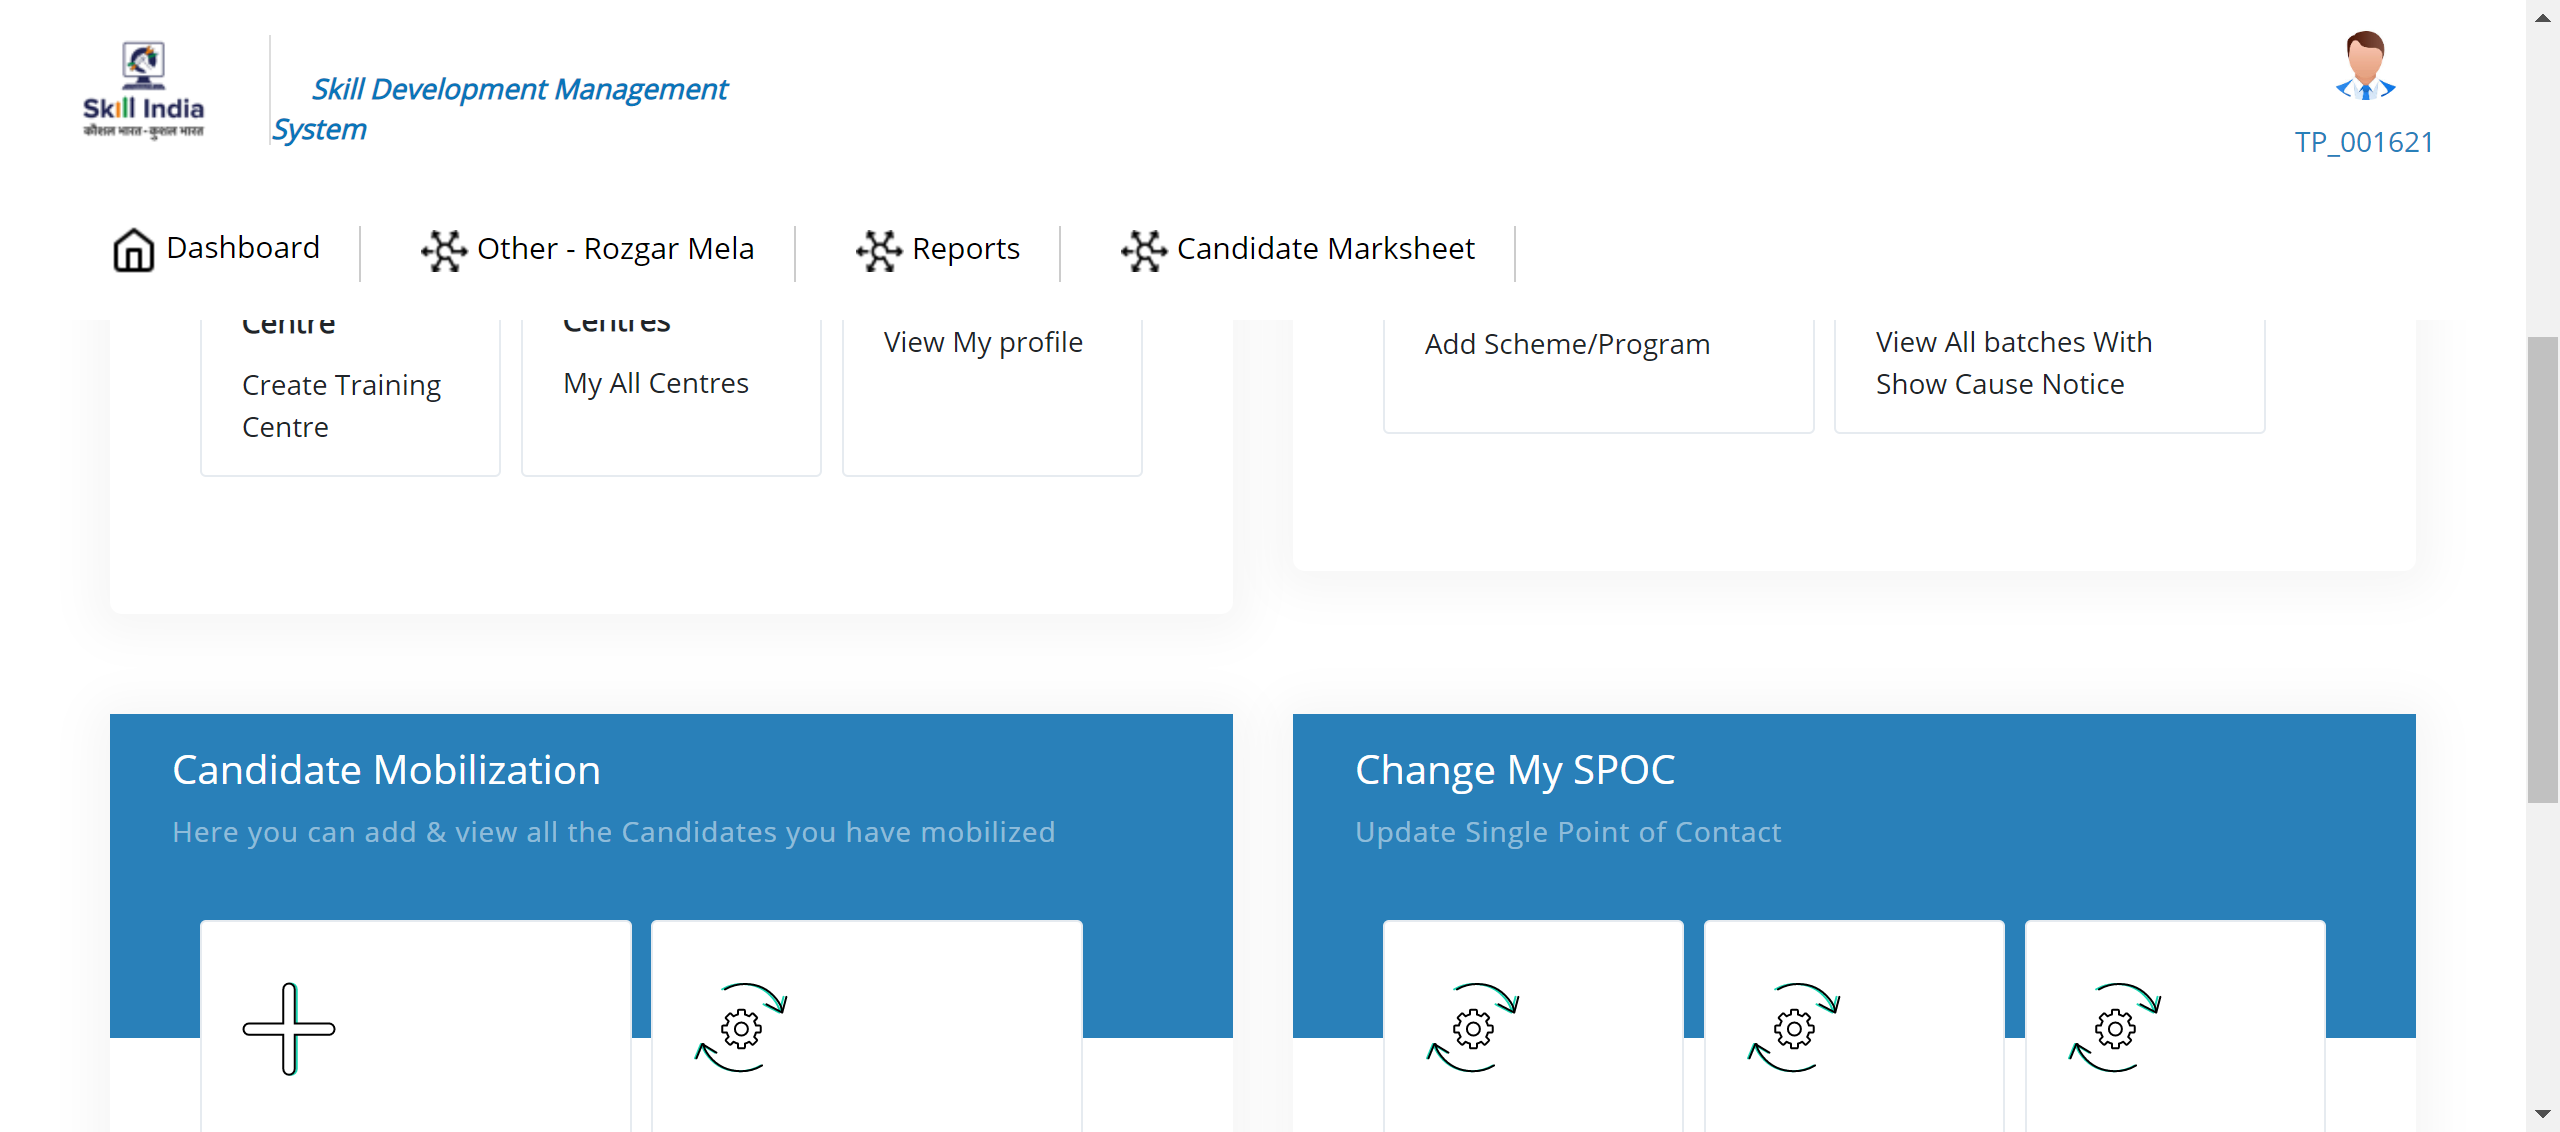 Skill India
कौशल भारत - कुशल भारत
Skill Development Management
System
TP_001621
Dashboard
Other - Rozgar Mela
Reports
Candidate Marksheet
Centre
Create Training
Centre
Centres
My All Centres
View My profile
Add Scheme/Program
View All batches With
Show Cause Notice
Candidate Mobilization
Here you can add & view all the Candidates you have mobilized
Change My SPOC
Update Single Point of Contact